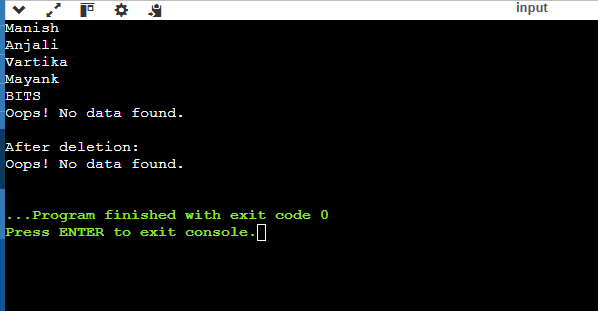 input
Manish
Anjali
Vartika
Mayank
BITS
Oops! No data found.
After deletion:
Oops! No data found.
...Program finished with exit code 0
Press ENTER to exit console.